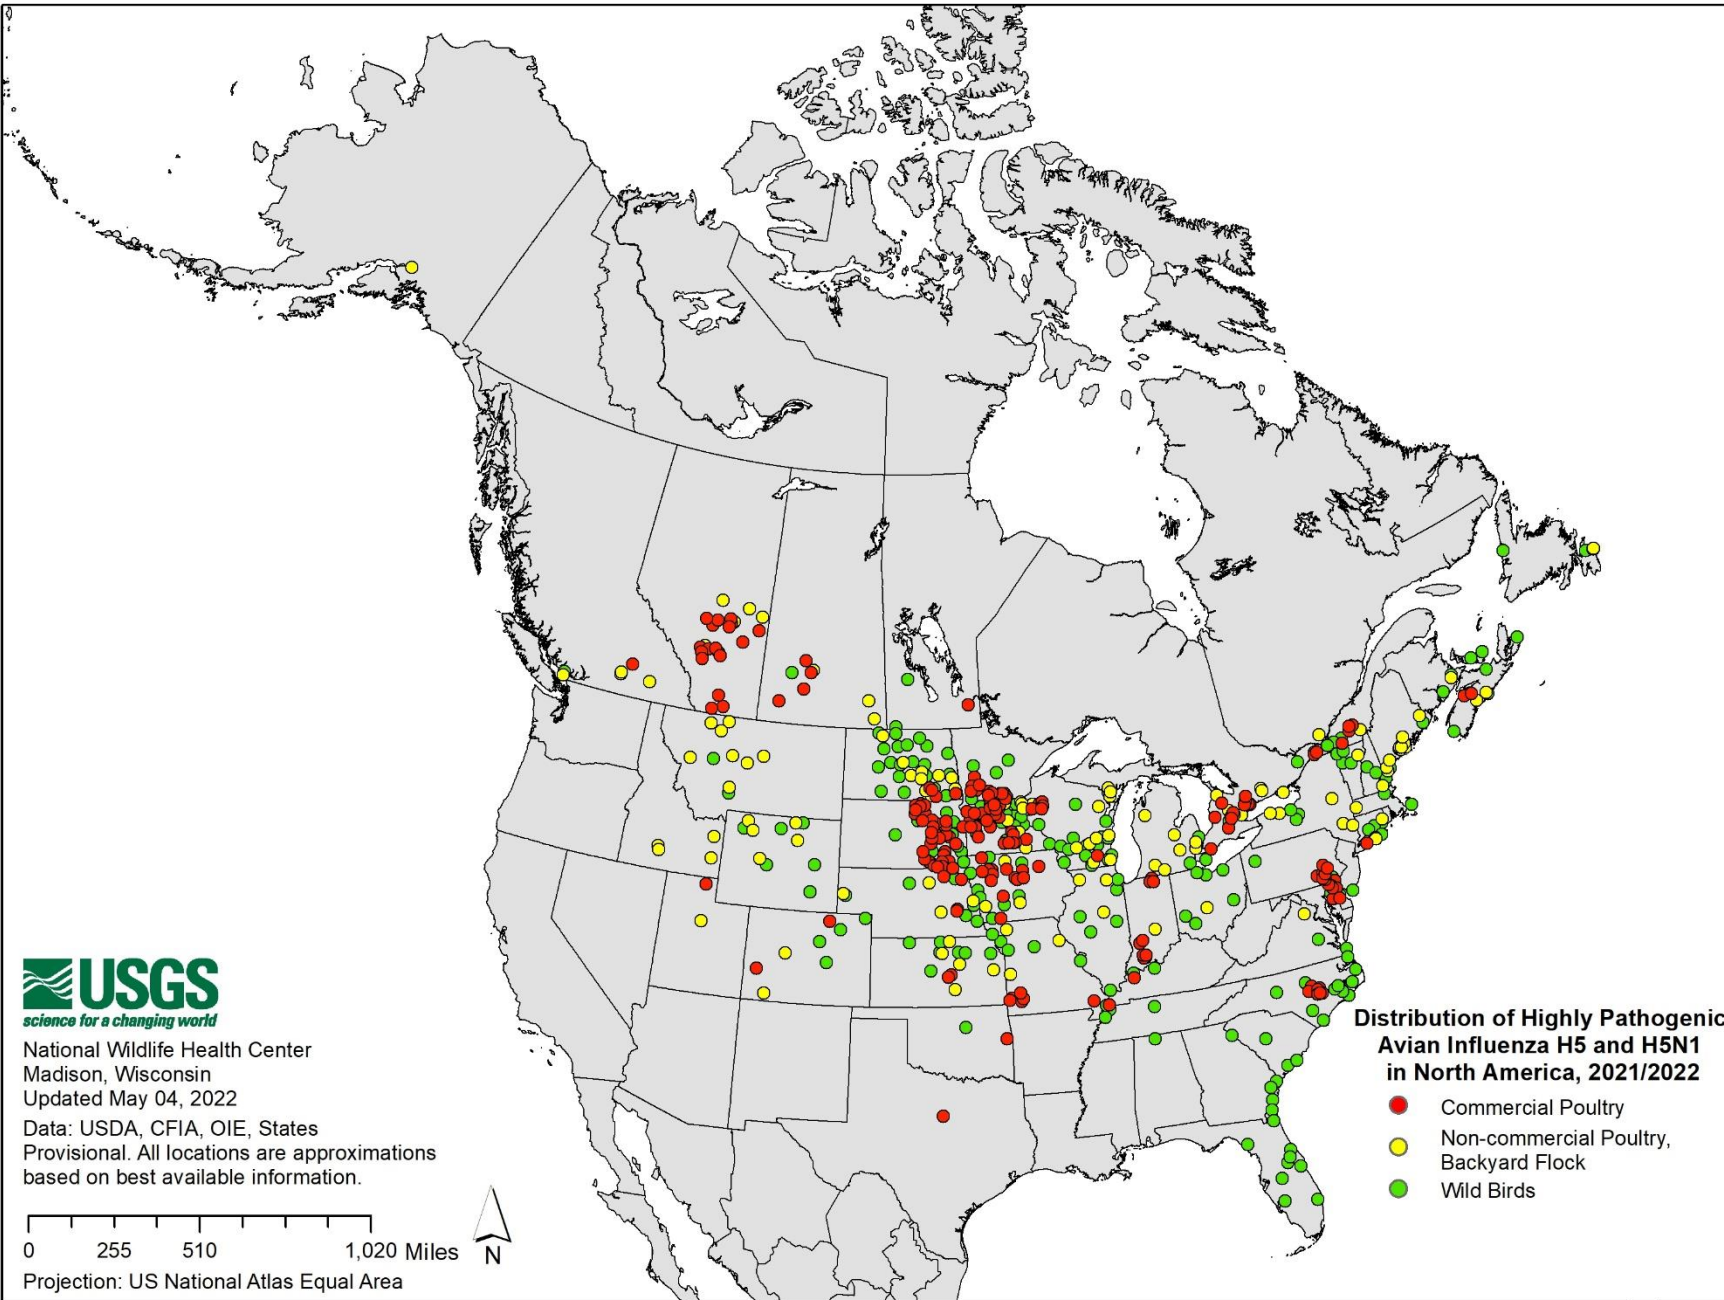 USGS
science for a changing world
National Wildlife Health Center
Madison, Wisconsin
Updated May 04, 2022
Data: USDA, CFIA, OIE, States
Provisional. All locations are approximations
based on best available information.
0 255 510 1,020 Miles
N
Projection: US National Atlas Equal Area
Distribution of Highly Pathogenic
Avian Influenza H5 and H5N1
in North America, 2021/2022
Commercial Poultry
Non-commercial Poultry,
Backyard Flock
Wild Birds